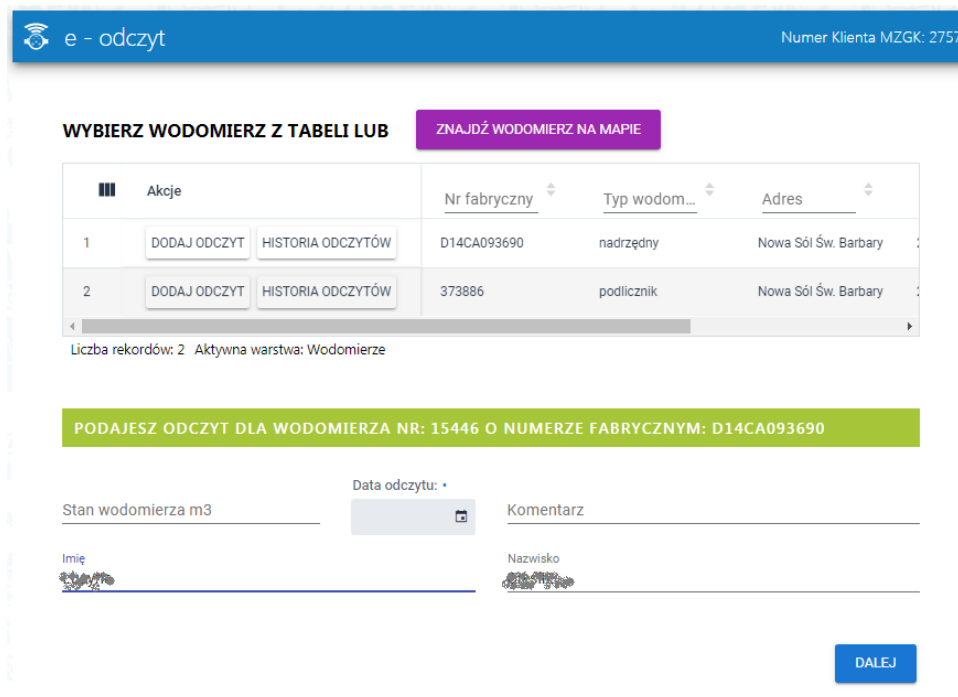 e - odczyt
Numer Klienta MZGK: 2757
WYBIERZ WODOMIERZ Z TABELI LUB
ZNAJDŹ WODOMIERZ NA MAPIE
Akcje Nr fabryczny Typ wodom... Adres
1 DODAJ ODCZYT HISTORIA ODCZYTÓW D14CA093690 nadrzędny Nowa Sól Św. Barbary
2 DODAJ ODCZYT HISTORIA ODCZYTÓW 373886 podlicznik Nowa Sól Św. Barbary
Liczba rekordów: 2 Aktywna warstwa: Wodomierze
PODAJESZ ODCZYT DLA WODOMIERZA NR: 15446 O NUMERZE FABRYCZNYM: D14CA093690
Data odczytu: •
Stan wodomierza m3 Komentarz
Imię Nazwisko
DALEJ